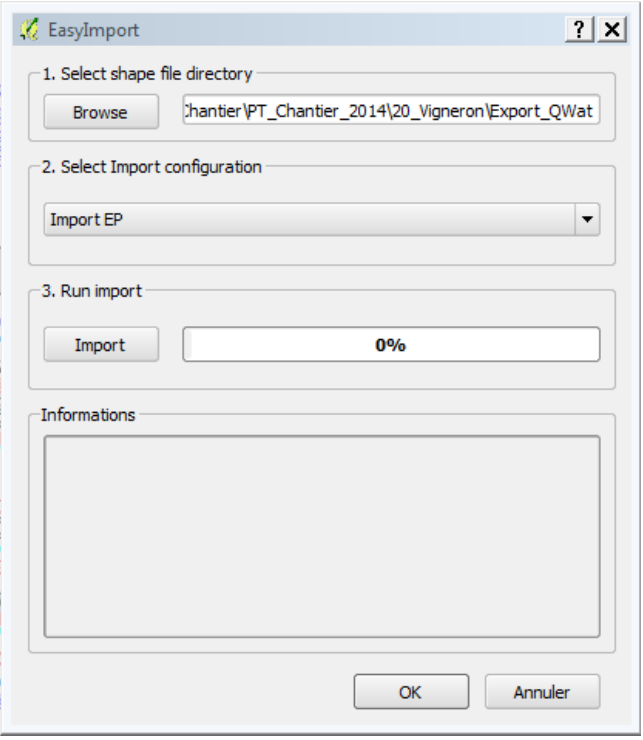 EasyImport
1. Select shape file directory
Browse
Chantier\PT_Chantier_2014\20_Vigneron\Export_QWat
2. Select Import configuration
Import EP
3. Run import
Import
0%
Informations
OK
Annuler